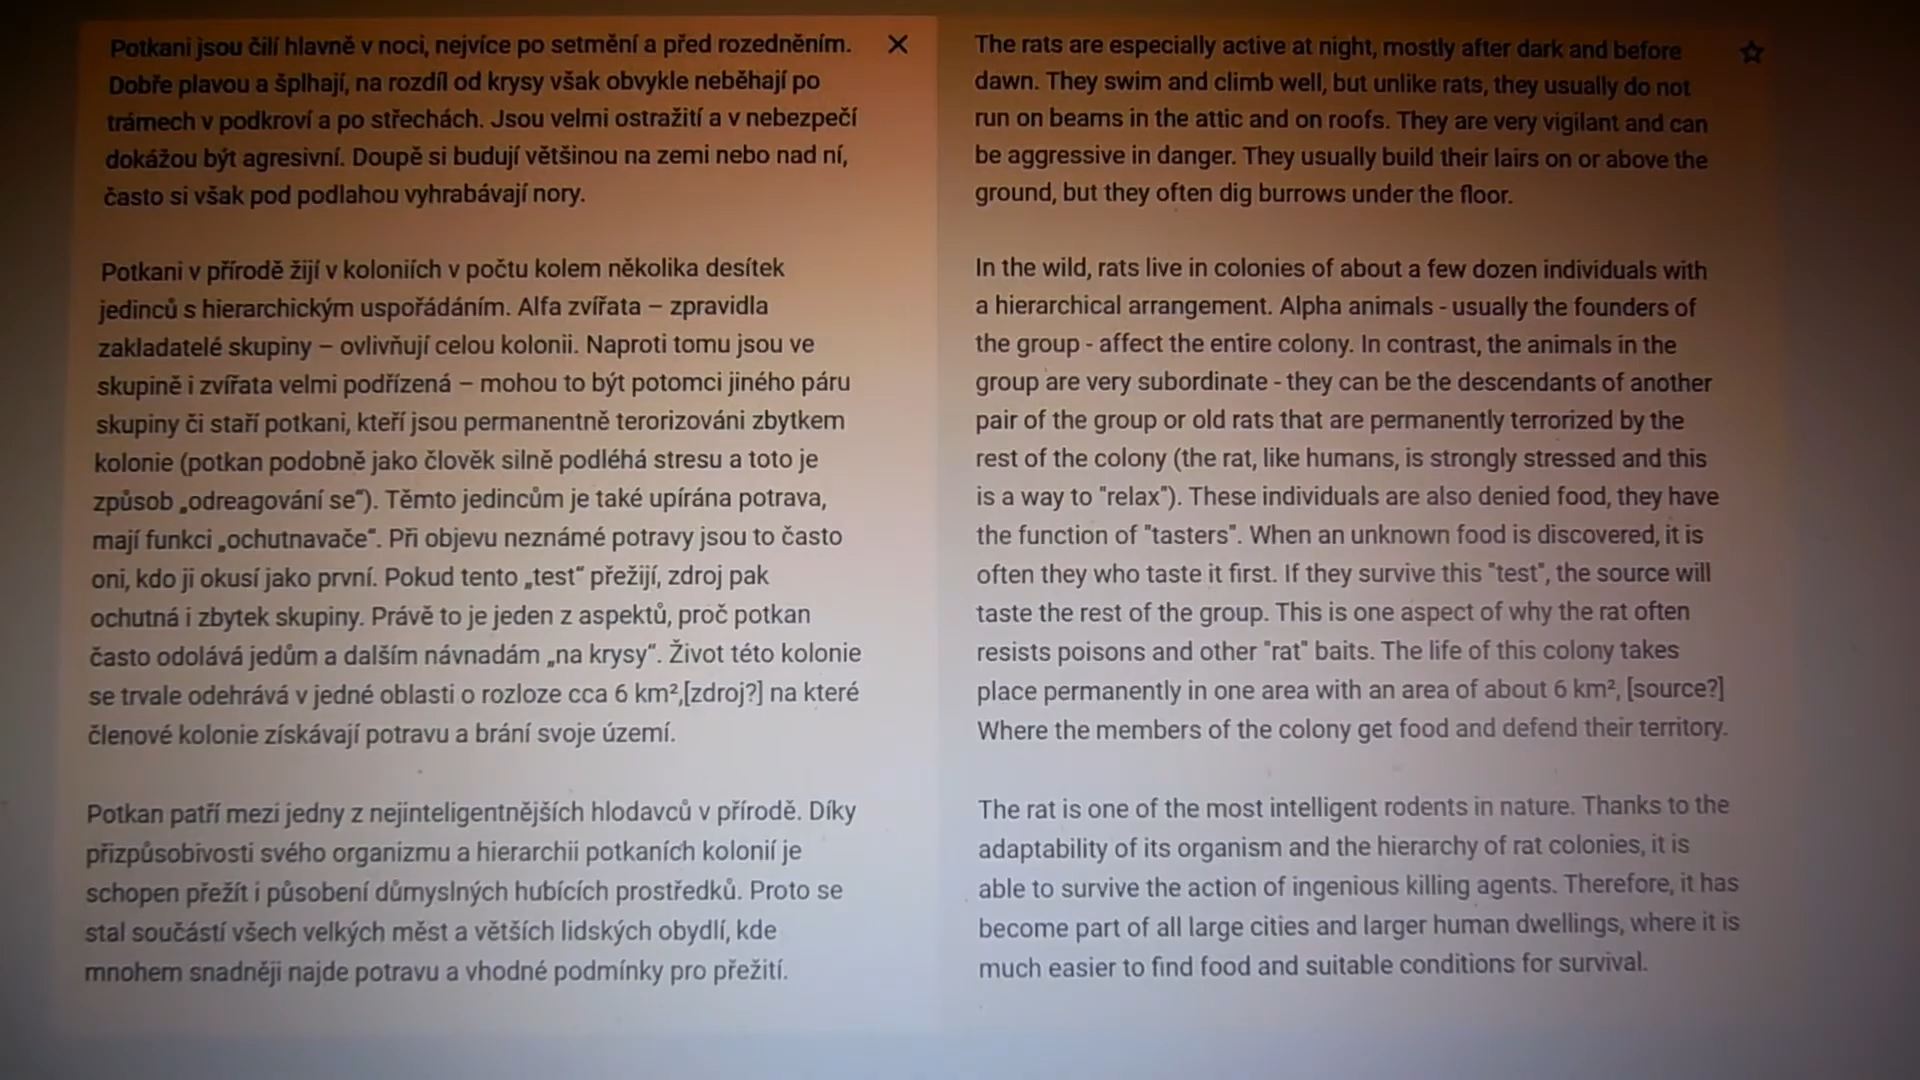 Potkani jsou čilí hlavně v noci, nejvíce po setmění a před rozedněním.
Dobře plavou a šplhají, na rozdíl od krysy však obvykle neběhají po
trámech v podkroví a po střechách. Jsou velmi ostražití a v nebezpečí
dokážou být agresivní. Doupě si budují většinou na zemi nebo nad ní,
často si však pod podlahou vyhrabávají nory.
Potkani v přírodě žijí v koloniích v počtu kolem několika desítek
jedinců s hierarchickým uspořádáním. Alfa zvířata – zpravidla
zakladatelé skupiny – ovlivňují celou kolonii. Naproti tomu jsou ve
skupině i zvířata velmi podřízená – mohou to být potomci jiného páru
skupiny či staří potkani, kteří jsou permanentně terorizováni zbytkem
kolonie (potkan podobně jako člověk silně podléhá stresu a toto je
způsob „odreagování se“). Těmto jedincům je také upírána potrava,
mají funkci „ochutnavače“. Při objevu neznámé potravy jsou to často
oni, kdo ji okusí jako první. Pokud tento „test“ přežijí, zdroj pak
ochutná i zbytek skupiny. Právě to je jeden z aspektů, proč potkan
často odolává jedům a dalším návnadám „na krysy“. Život této kolonie
se trvale odehrává v jedné oblasti o rozloze cca 6 km²,[zdroj?] na které
členové kolonie získávají potravu a brání svoje území.
Potkan patří mezi jedny z nejinteligentnějších hlodavců v přírodě. Díky
přizpůsobivosti svého organizmu a hierarchii potkaních kolonií je
schopen přežít i působení důmyslných hubících prostředků. Proto se
stal součástí všech velkých měst a větších lidských obydlí, kde
mnohem snadněji najde potravu a vhodné podmínky pro přežití.
The rats are especially active at night, mostly after dark and before
dawn. They swim and climb well, but unlike rats, they usually do not
run on beams in the attic and on roofs. They are very vigilant and can
be aggressive in danger. They usually build their lairs on or above the
ground, but they often dig burrows under the floor.
In the wild, rats live in colonies of about a few dozen individuals with
a hierarchical arrangement. Alpha animals - usually the founders of
the group - affect the entire colony. In contrast, the animals in the
group are very subordinate - they can be the descendants of another
pair of the group or old rats that are permanently terrorized by the
rest of the colony (the rat, like humans, is strongly stressed and this
is a way to "relax"). These individuals are also denied food, they have
the function of "tasters". When an unknown food is discovered, it is
often they who taste it first. If they survive this "test", the source will
taste the rest of the group. This is one aspect of why the rat often
resists poisons and other "rat" baits. The life of this colony takes
place permanently in one area with an area of about 6 km², [source?]
Where the members of the colony get food and defend their territory.
The rat is one of the most intelligent rodents in nature. Thanks to the
adaptability of its organism and the hierarchy of rat colonies, it is
able to survive the action of ingenious killing agents. Therefore, it has
become part of all large cities and larger human dwellings, where it is
much easier to find food and suitable conditions for survival.